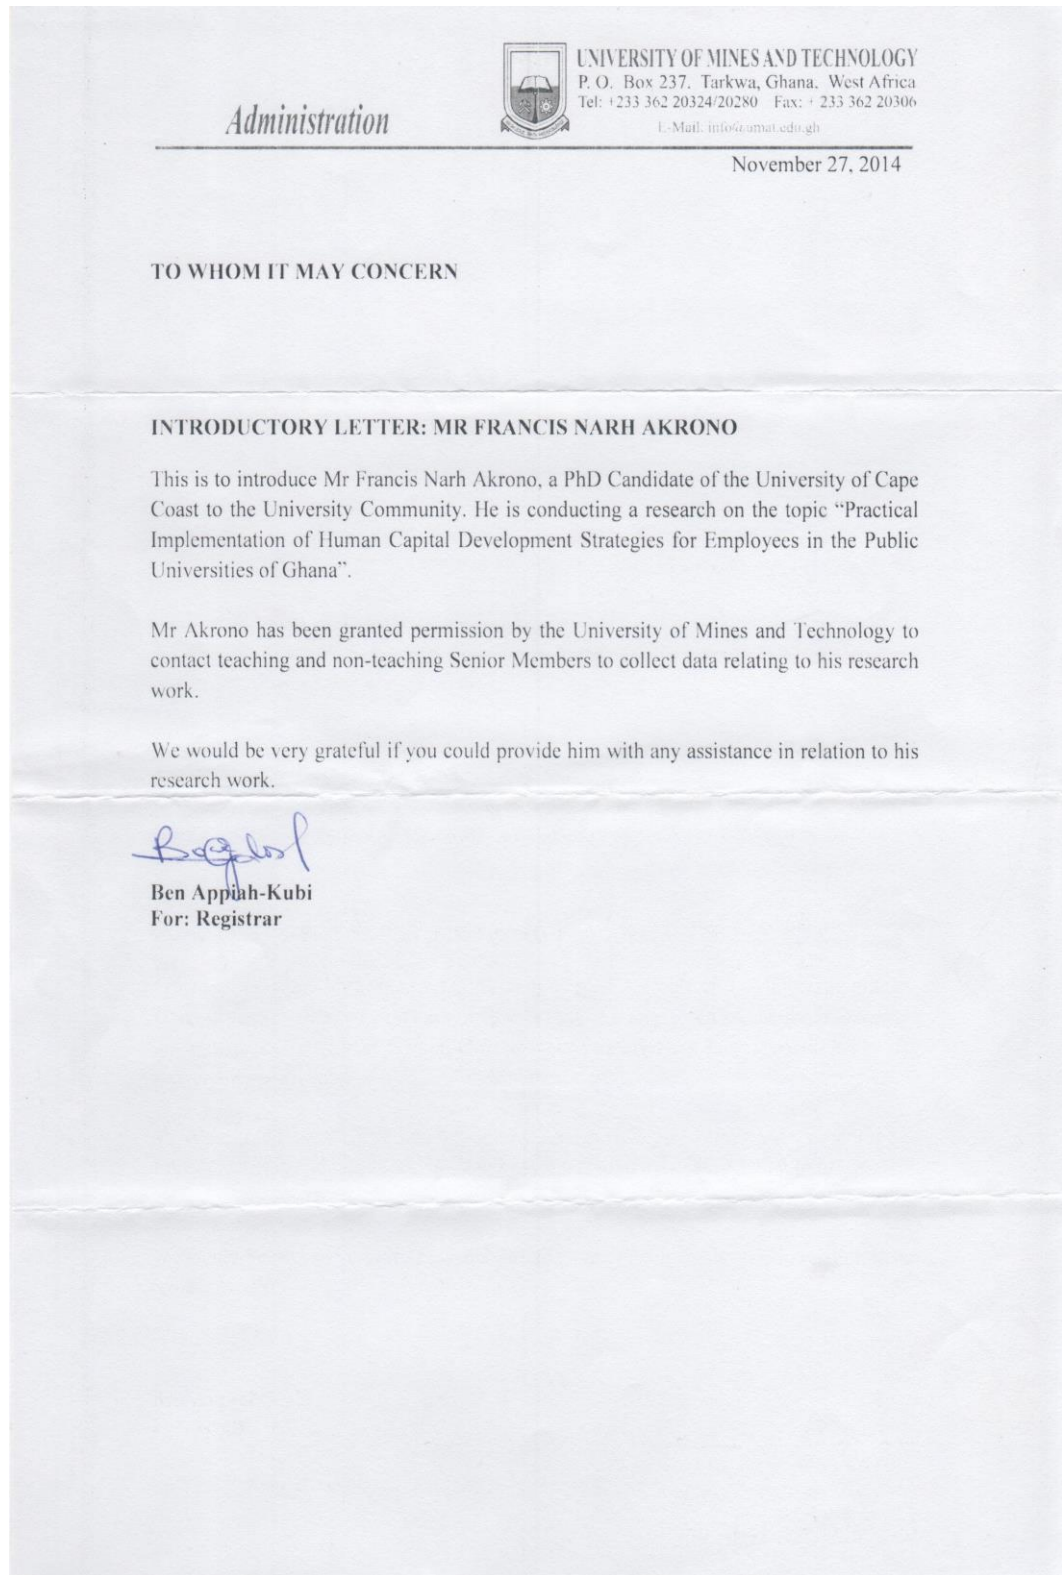 Administration
UNIVERSITY OF MINES AND TECHNOLOGY
P. O. Box 237, Tarkwa, Ghana, West Africa
Tel: +233 362 20324/20280 Fax: + 233 362 20306
E-Mail: info@umat.edu.gh
November 27, 2014
TO WHOM IT MAY CONCERN
INTRODUCTORY LETTER: MR FRANCIS NARH AKRONO
This is to introduce Mr Francis Narh Akrono, a PhD Candidate of the University of Cape
Coast to the University Community. He is conducting a research on the topic “Practical
Implementation of Human Capital Development Strategies for Employees in the Public
Universities of Ghana”.
Mr Akrono has been granted permission by the University of Mines and Technology to
contact teaching and non-teaching Senior Members to collect data relating to his research
work.
We would be very grateful if you could provide him with any assistance in relation to his
research work.
Ben Appiah-Kubi
For: Registrar